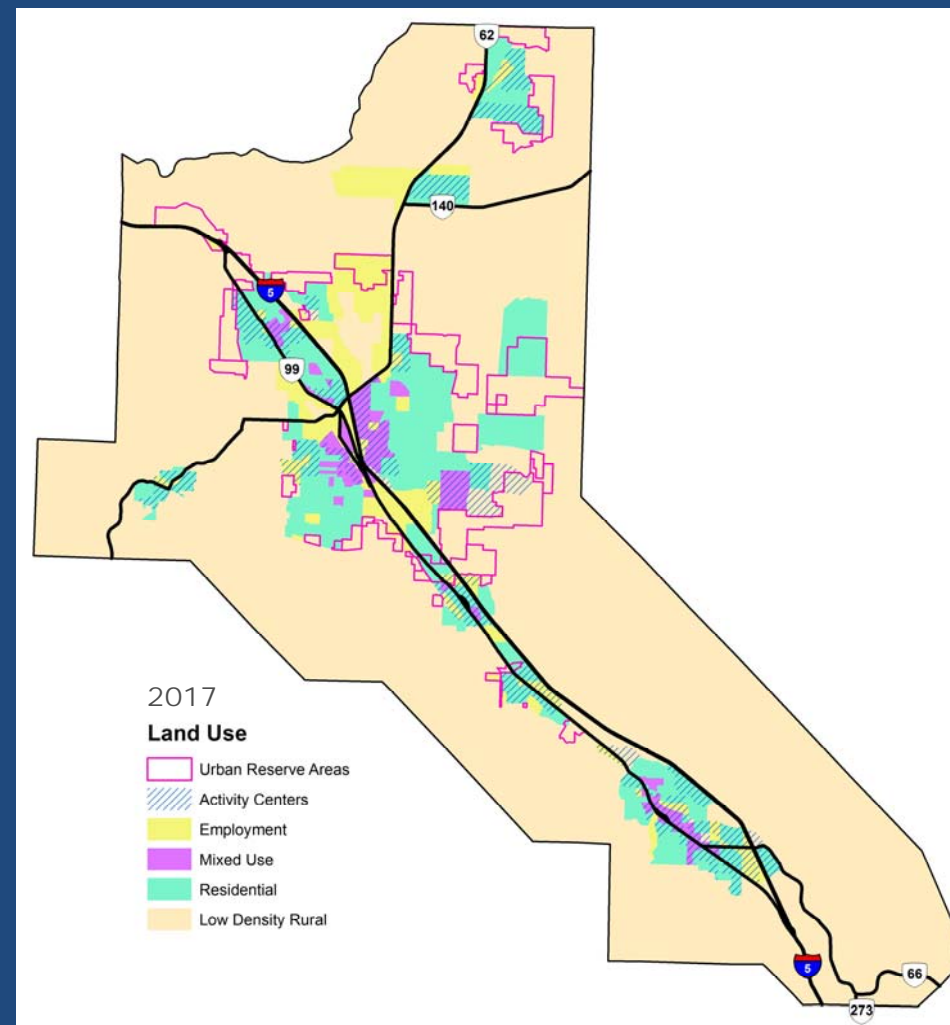 62
140
5
99
2017
Land Use
Urban Reserve Areas
Activity Centers
Employment
Mixed Use
Residential
Low Density Rural
5
66
273